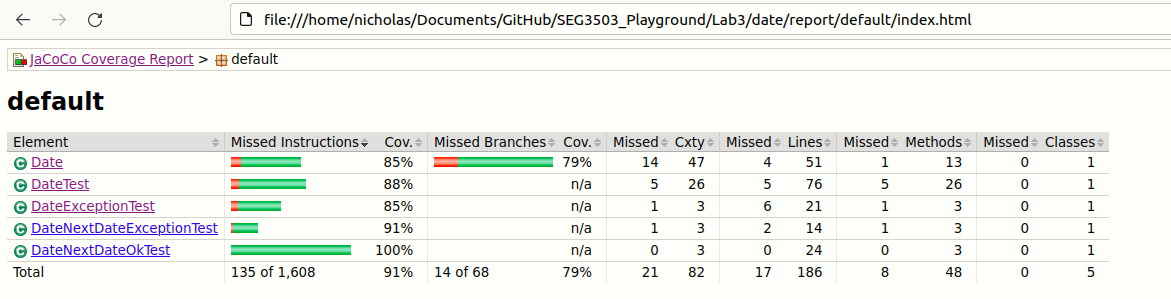 file:///home/nicholas/Documents/GitHub/SEG3503_Playground/Lab3/date/report/default/index.html
JaCoCo Coverage Report > default
default
Element Missed Instructions Cov. Missed Branches Cov. Missed Cxty Missed Lines Missed Methods Missed Classes
Date 85% 79% 14 47 4 51 1 13 0 1
DateTest 88% n/a 5 26 5 76 5 26 0 1
DateExceptionTest 85% n/a 1 3 6 21 1 3 0 1
DateNextDateExceptionTest 91% n/a 1 3 2 14 1 3 0 1
DateNextDateOkTest 100% n/a 0 3 0 24 0 3 0 1
Total 135 of 1,608 91% 14 of 68 79% 21 82 17 186 8 48 0 5